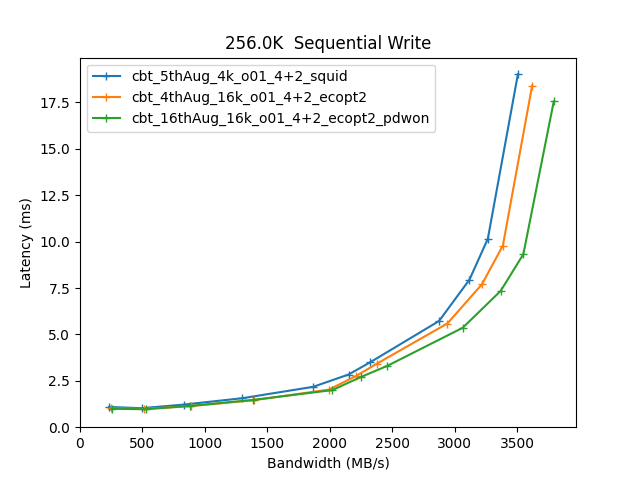 256.0K  Sequential Write
cbt_5thAug_4k_o01_4+2_squid
cbt_4thAug_16k_o01_4+2_ecopt2
cbt_16thAug_16k_o01_4+2_ecopt2_pdwon
Latency (ms)
17.5
15.0
12.5
10.0
7.5
5.0
2.5
0.0
0 500 1000 1500 2000 2500 3000 3500
Bandwidth (MB/s)